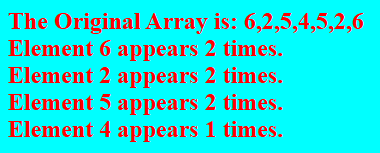 The Original Array is: 6,2,5,4,5,2,6
Element 6 appears 2 times.
Element 2 appears 2 times.
Element 5 appears 2 times.
Element 4 appears 1 times.